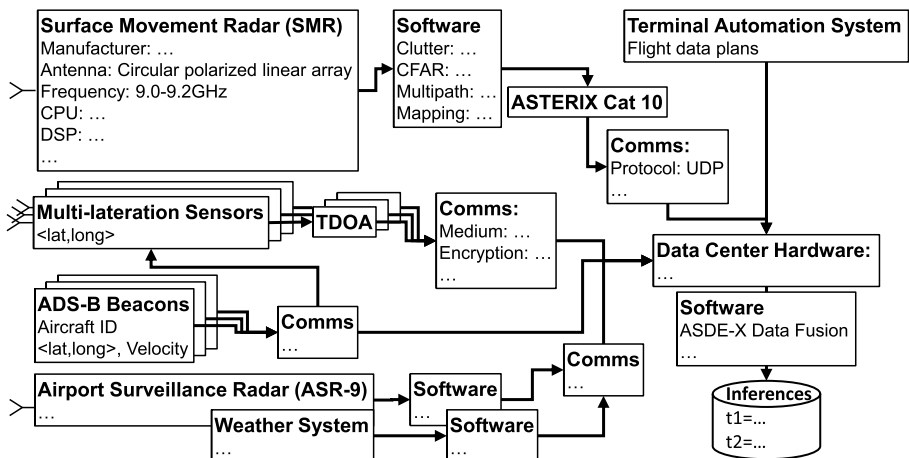 Surface Movement Radar (SMR)
Manufacturer: …
Antenna: Circular polarized linear array
Frequency: 9.0-9.2GHz
CPU: …
DSP: …
…
Software
Clutter: …
CFAR: …
Multipath: …
Mapping: …
Terminal Automation System
Flight data plans
ASTERIX Cat 10
Comms:
Protocol: UDP
…
Multi-lateration Sensors
<lat,long>
TDOA
Comms:
Medium: …
Encryption: …
…
Data Center Hardware:
…
ADS-B Beacons
Aircraft ID
<lat,long>, Velocity
Comms
…
Software
ASDE-X Data Fusion
…
Comms
…
Airport Surveillance Radar (ASR-9)
…
Software
…
Weather System
…
Software
…
Inferences
t1=...
t2=...